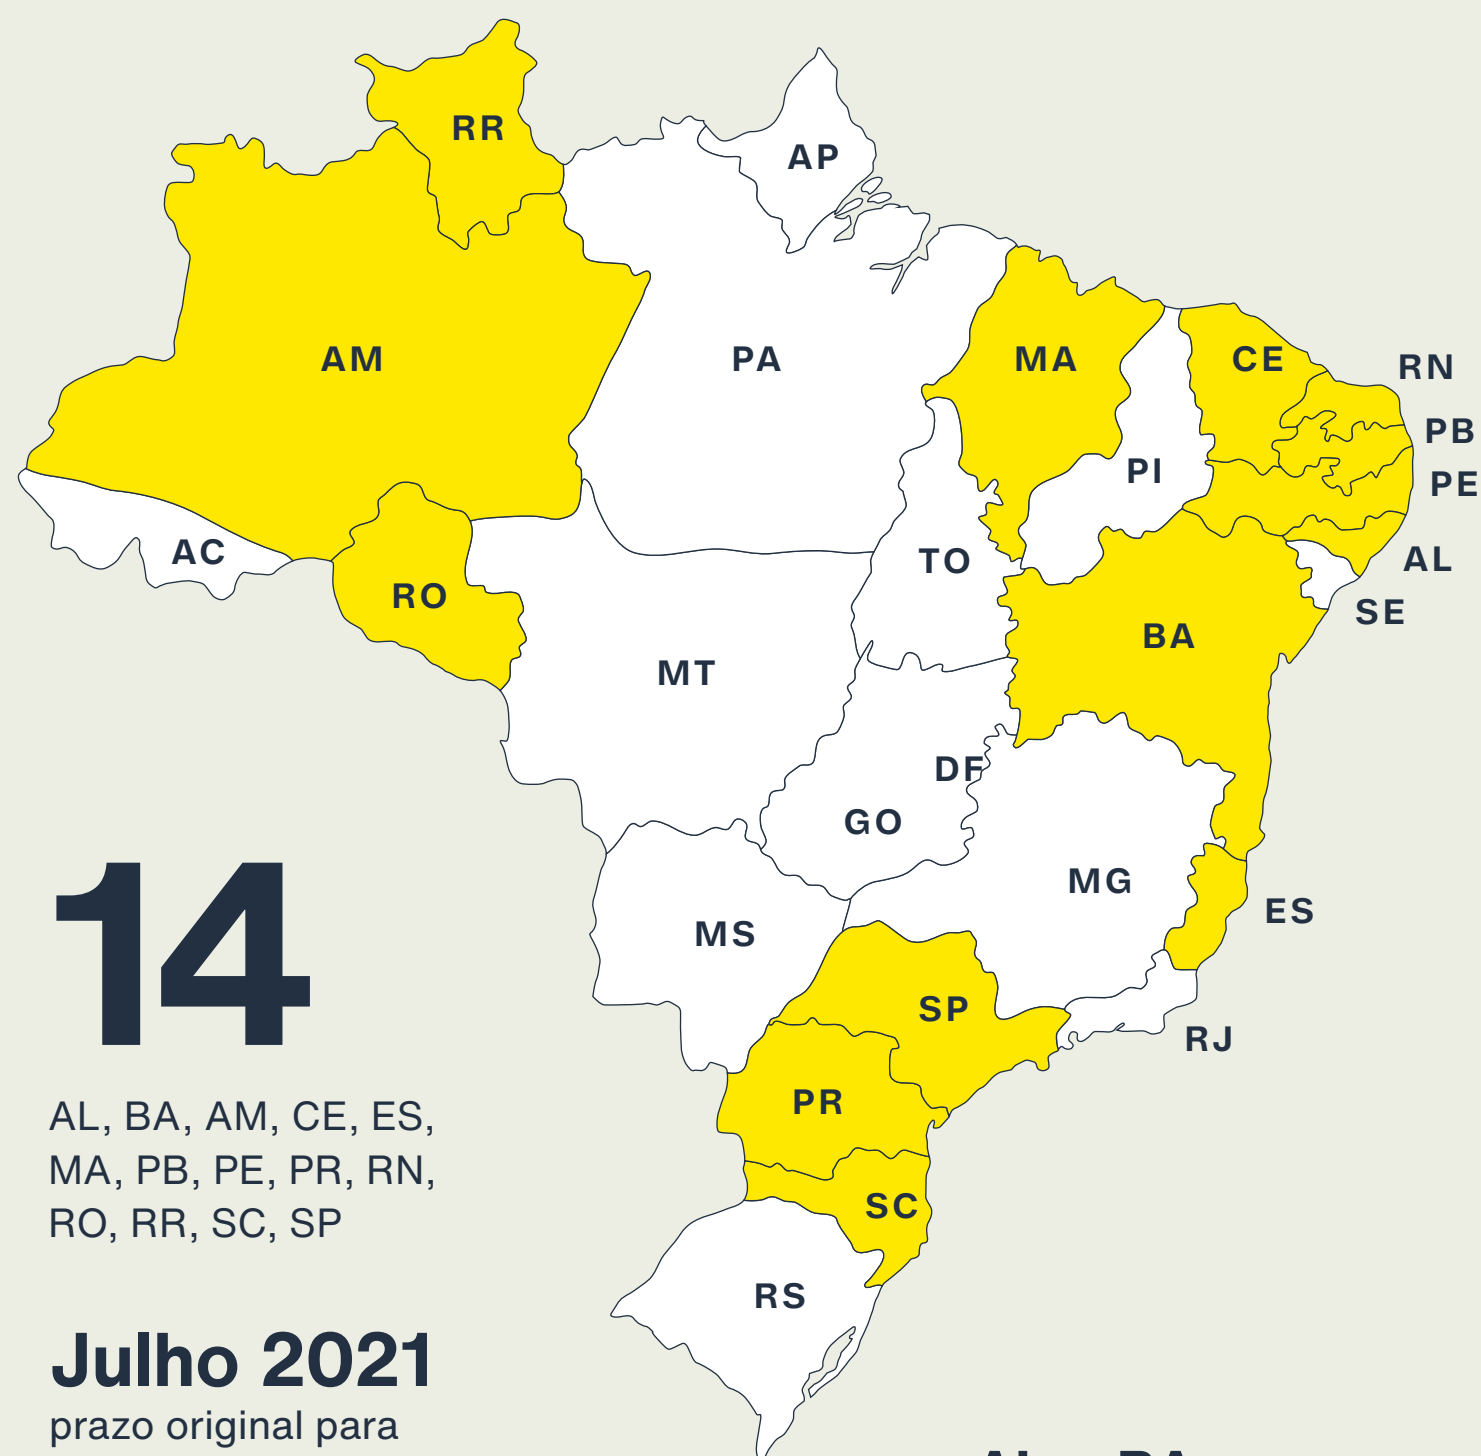 RR
AP
AM
PA
MA
CE
RN
PB
PI
PE
AC
TO
AL
RO
SE
BA
MT
DF
GO
MG
ES
MS
SP
RJ
PR
SC
RS
14
AL, BA, AM, CE, ES,
MA, PB, PE, PR, RN,
RO, RR, SC, SP
Julho 2021
prazo original para